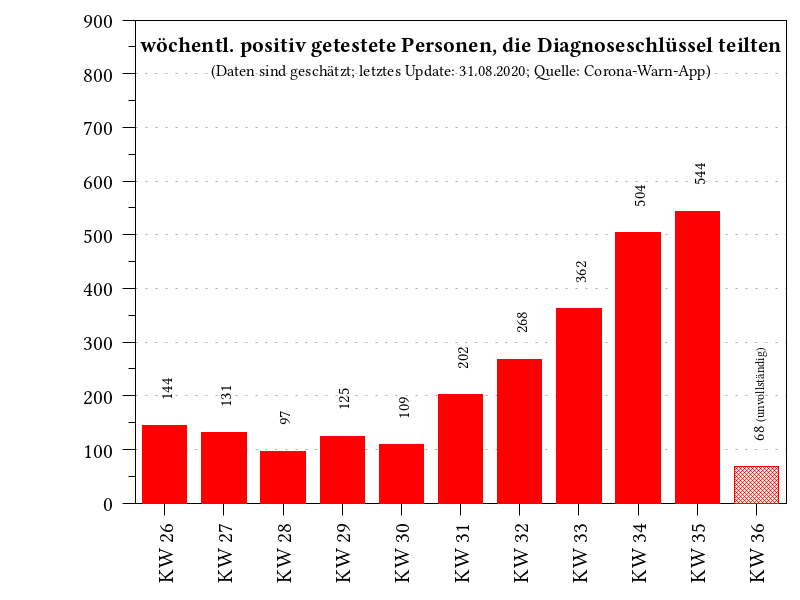 wöchentl. positiv getestete Personen, die Diagnoseschlüssel teilten
(Daten sind geschätzt; letztes Update: 31.08.2020; Quelle: Corona-Warn-App)
900
800
700
600
500
400
300
200
100
0
144
131
97
125
109
202
268
362
504
544
68 (unvollständig)
KW 26
KW 27
KW 28
KW 29
KW 30
KW 31
KW 32
KW 33
KW 34
KW 35
KW 36